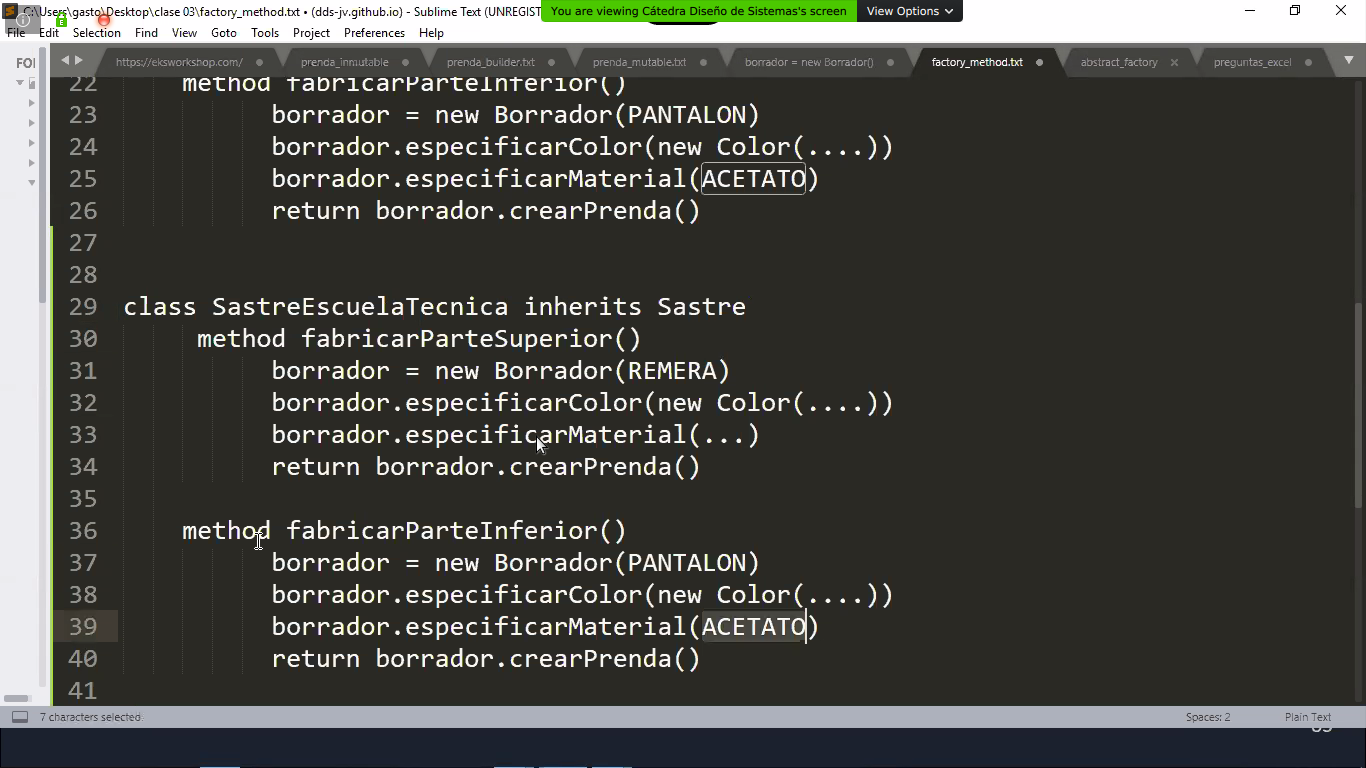 C:\Users\gasto\Desktop\clase 03\factory_method.txt • (dds-jv.github.io) - Sublime Text (UNREGIST
You are viewing Cátedra Diseño de Sistemas's screen
View Options
File Edit Selection Find View Goto Tools Project Preferences Help
FOI
https://eksworkshop.com/
prenda_inmutable
prenda_builder.txt
prenda_mutable.txt
borrador = new Borrador()
factory_method.txt
abstract_factory
preguntas_excel
22 method fabricarParteInferior()
23 borrador = new Borrador(PANTALON)
24 borrador.especificarColor(new Color(....))
25 borrador.especificarMaterial(ACETATO)
26 return borrador.crearPrenda()
27
28
29 class SastreEscuelaTecnica inherits Sastre
30 method fabricarParteSuperior()
31 borrador = new Borrador(REMERA)
32 borrador.especificarColor(new Color(....))
33 borrador.especificarMaterial(...)
34 return borrador.crearPrenda()
35
36 method fabricarParteInferior()
37 borrador = new Borrador(PANTALON)
38 borrador.especificarColor(new Color(....))
39 borrador.especificarMaterial(ACETATO)
40 return borrador.crearPrenda()
41
7 characters selected
Spaces: 2
Plain Text